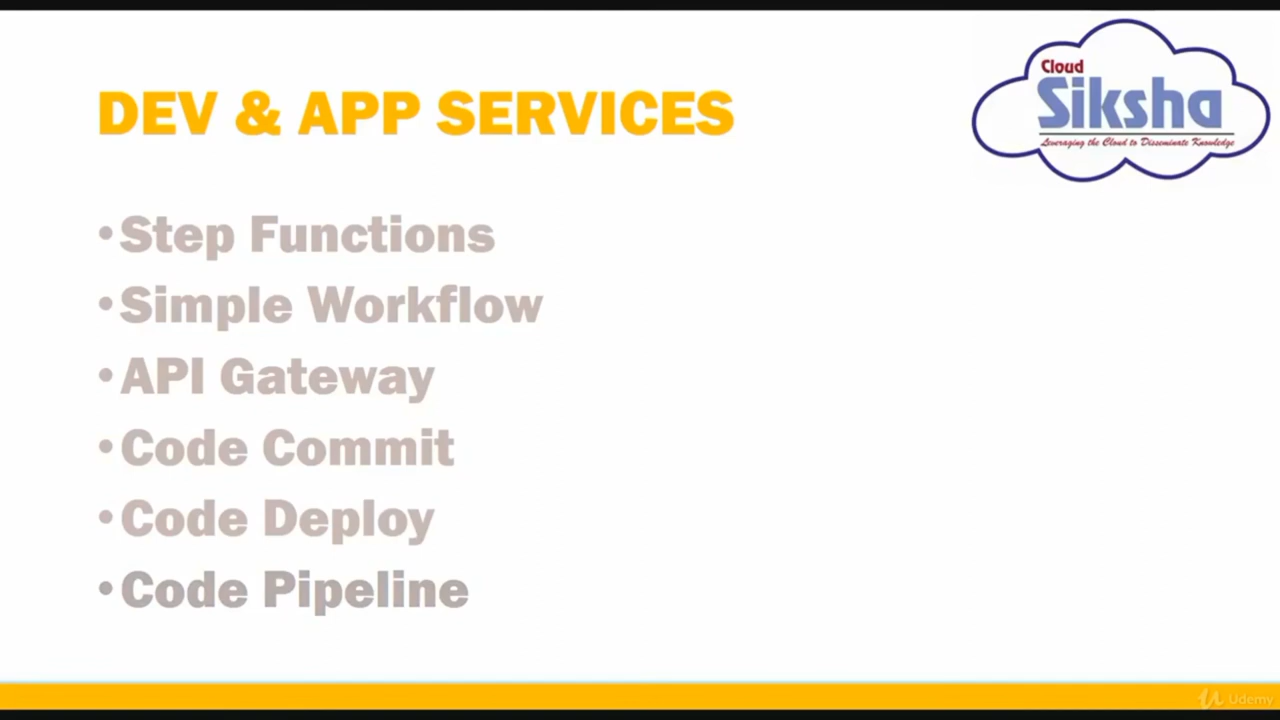 Cloud
Siksha
Leveraging the Cloud to Disseminate Knowledge
DEV & APP SERVICES
•Step Functions
•Simple Workflow
•API Gateway
•Code Commit
•Code Deploy
•Code Pipeline
Udemy